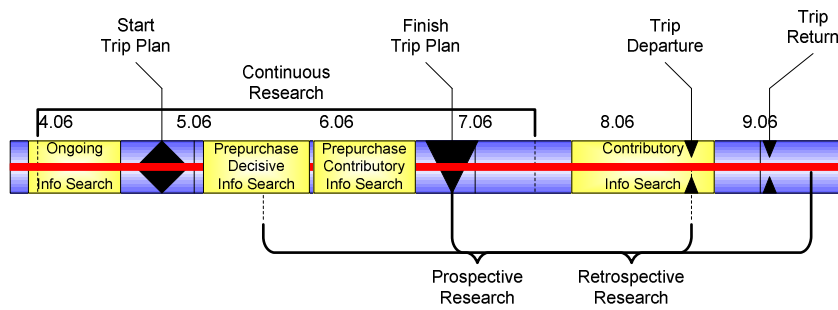 Start
Trip Plan
Finish
Trip Plan
Trip
Departure
Trip
Return
Continuous
Research
4.06
5.06
6.06
7.06
8.06
9.06
Ongoing
Info Search
Prepurchase
Decisive
Info Search
Prepurchase
Contributory
Info Search
Contributory
Info Search
Prospective
Research
Retrospective
Research